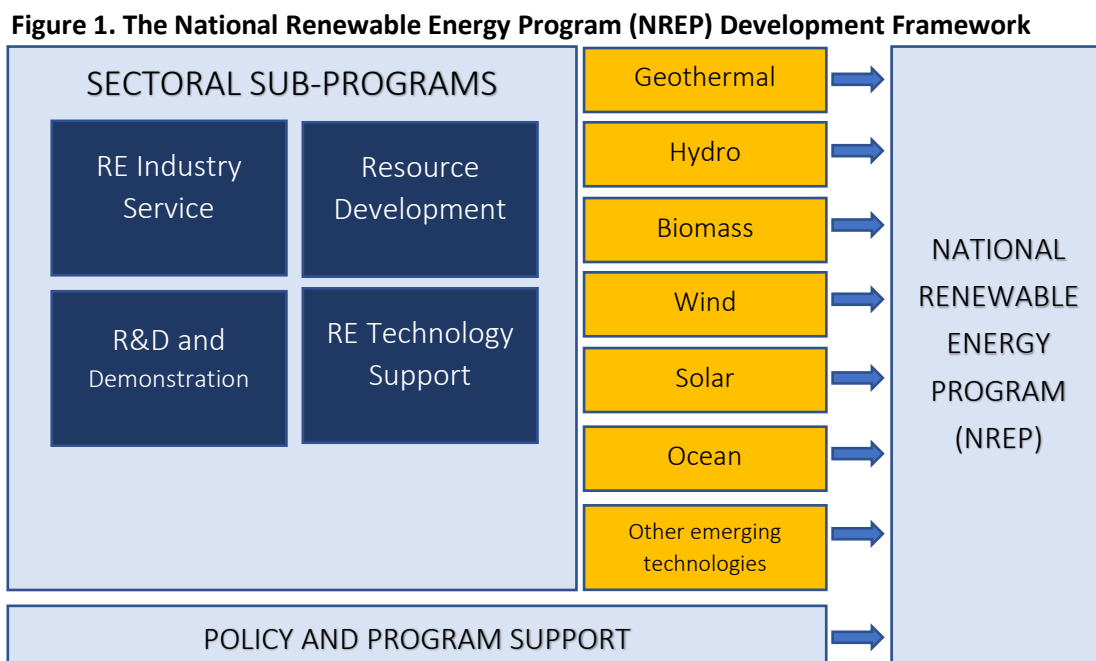 Figure 1. The National Renewable Energy Program (NREP) Development Framework
SECTORAL SUB-PROGRAMS
RE Industry
Service
Resource
Development
R&D and
Demonstration
RE Technology
Support
Geothermal
Hydro
Biomass
Wind
Solar
Ocean
Other emerging
technologies
NATIONAL
RENEWABLE
ENERGY
PROGRAM
(NREP)
POLICY AND PROGRAM SUPPORT